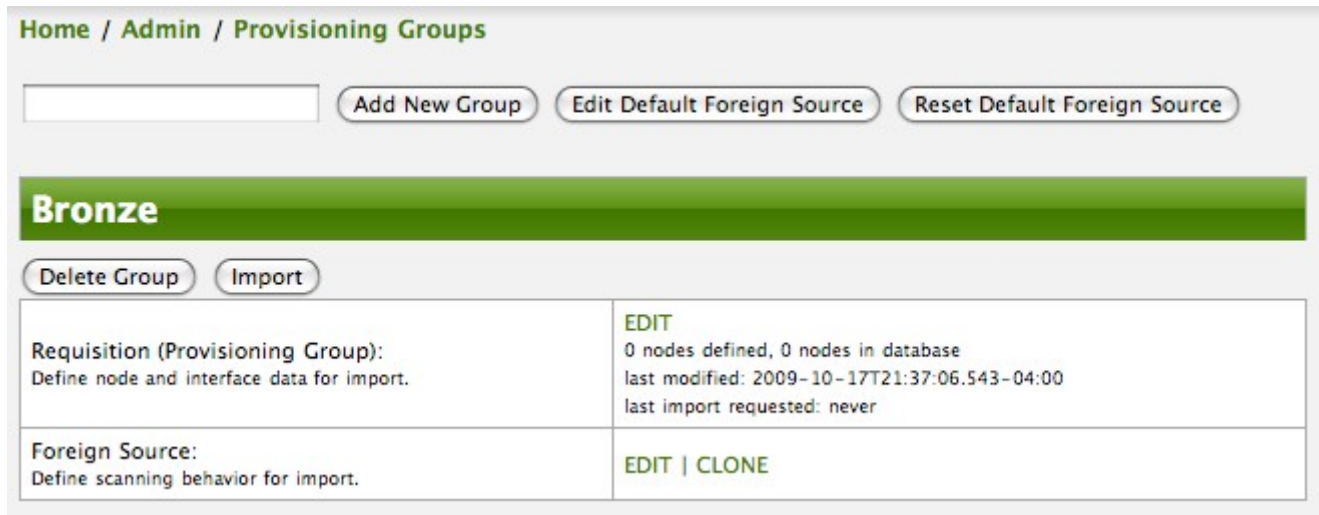 Home / Admin / Provisioning Groups
Add New Group Edit Default Foreign Source Reset Default Foreign Source
Bronze
Delete Group Import
Requisition (Provisioning Group):
Define node and interface data for import.
EDIT
0 nodes defined, 0 nodes in database
last modified: 2009-10-17T21:37:06.543-04:00
last import requested: never
Foreign Source:
Define scanning behavior for import.
EDIT | CLONE